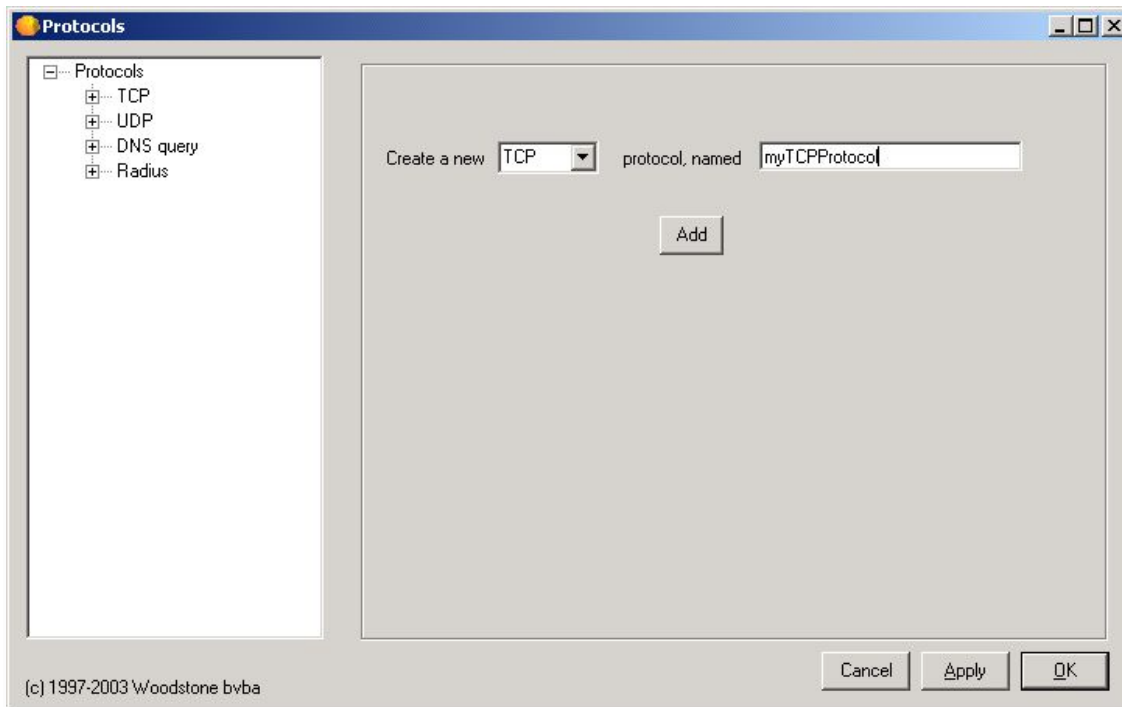 Protocols
Protocols
TCP
UDP
DNS query
Radius
Create a new TCP protocol, named myTCPProtocol
Add
Cancel Apply OK
(c) 1997-2003 Woodstone bvba